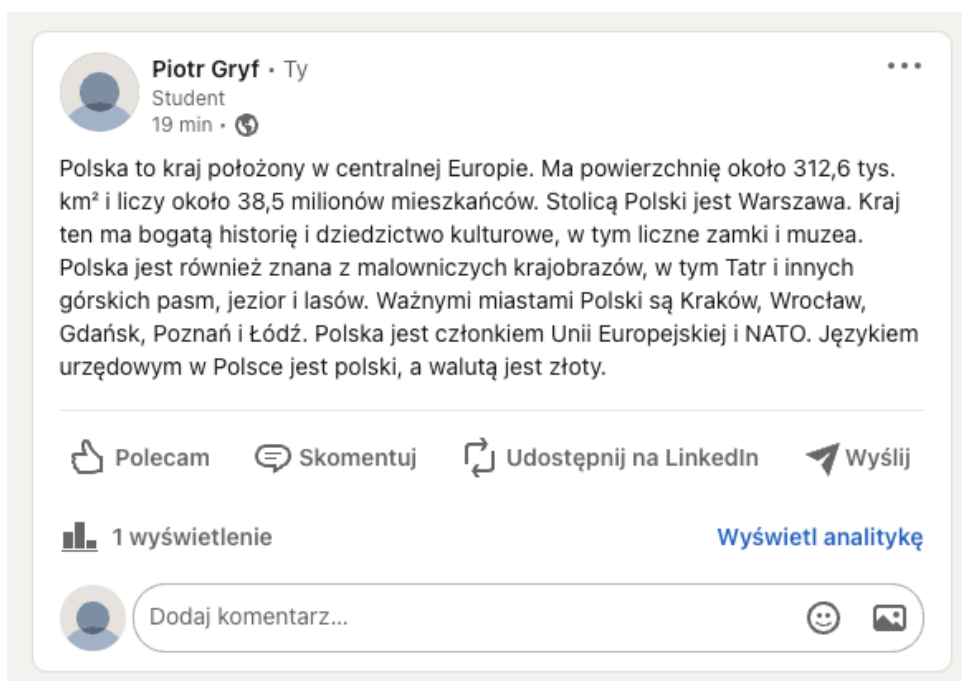 Piotr Gryf • Ty
Student
19 min •
Polska to kraj położony w centralnej Europie. Ma powierzchnię około 312,6 tys.
km² i liczy około 38,5 milionów mieszkańców. Stolicą Polski jest Warszawa. Kraj
ten ma bogatą historię i dziedzictwo kulturowe, w tym liczne zamki i muzea.
Polska jest również znana z malowniczych krajobrazów, w tym Tatr i innych
górskich pasm, jezior i lasów. Ważnymi miastami Polski są Kraków, Wrocław,
Gdańsk, Poznań i Łódź. Polska jest członkiem Unii Europejskiej i NATO. Językiem
urzędowym w Polsce jest polski, a walutą jest złoty.
Polecam Skomentuj Udostępnij na LinkedIn Wyślij
1 wyświetlenie Wyświetl analitykę
Dodaj komentarz...